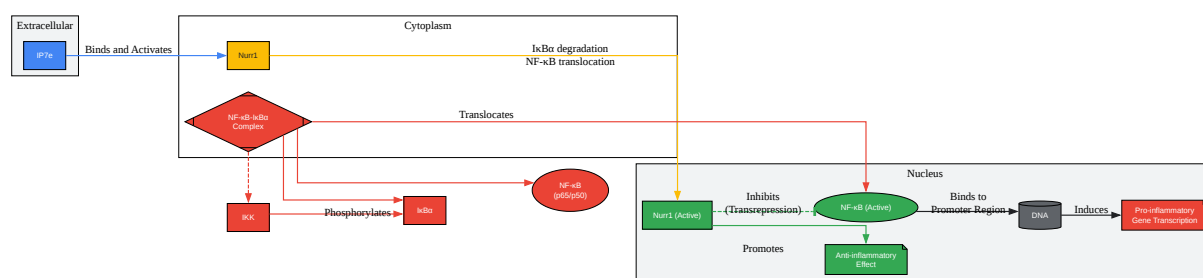 Extracellular
IP7e
Binds and Activates
Cytoplasm
Nurr1
IκBα degradation
NF-κB translocation
NF-κB-IκBα
Complex
Translocates
NF-κB
(p65/p50)
IKK
Phosphorylates
IκBα
Nucleus
Nurr1 (Active)
Inhibits
(Transrepression)
NF-κB (Active)
Binds to
Promoter Region
DNA
Induces
Pro-inflammatory
Gene Transcription
Promotes
Anti-inflammatory
Effect